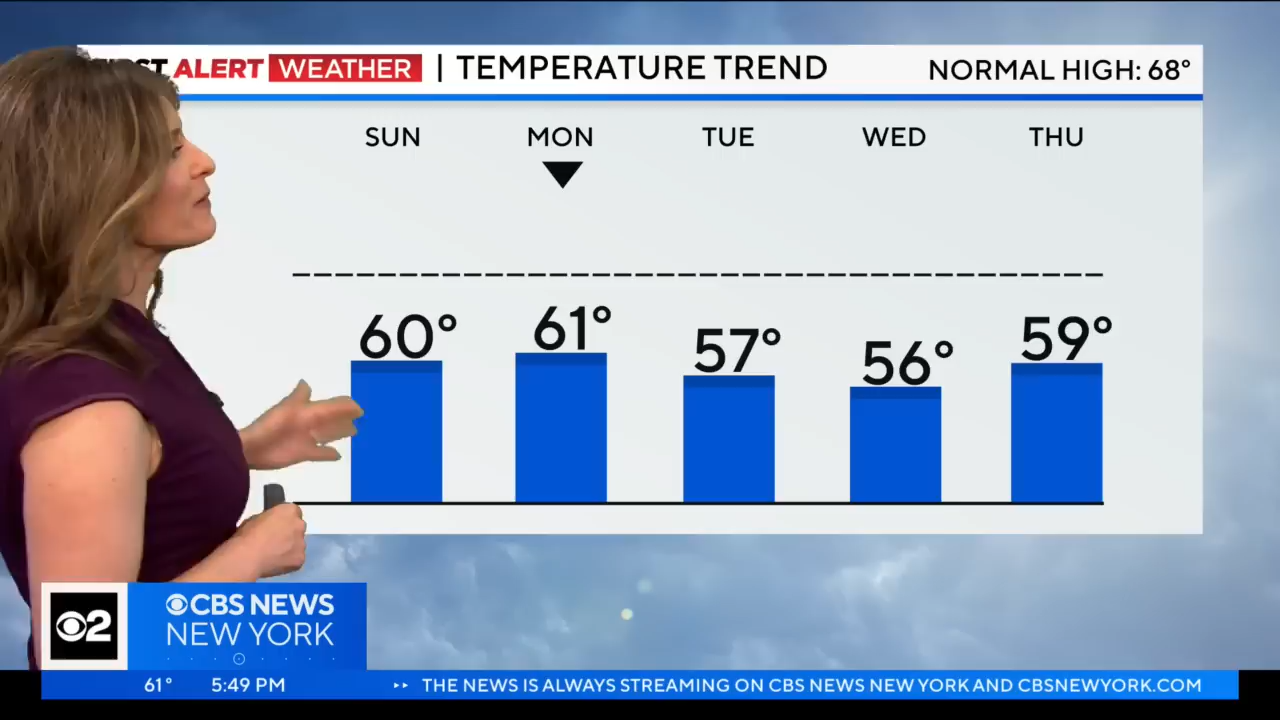 FIRST ALERT WEATHER | TEMPERATURE TREND
NORMAL HIGH: 68°
SUN MON TUE WED THU
60° 61° 57° 56° 59°
2
CBS NEWS
NEW YORK
61° 5:49 PM THE NEWS IS ALWAYS STREAMING ON CBS NEWS NEW YORK AND CBSNEWYORK.COM